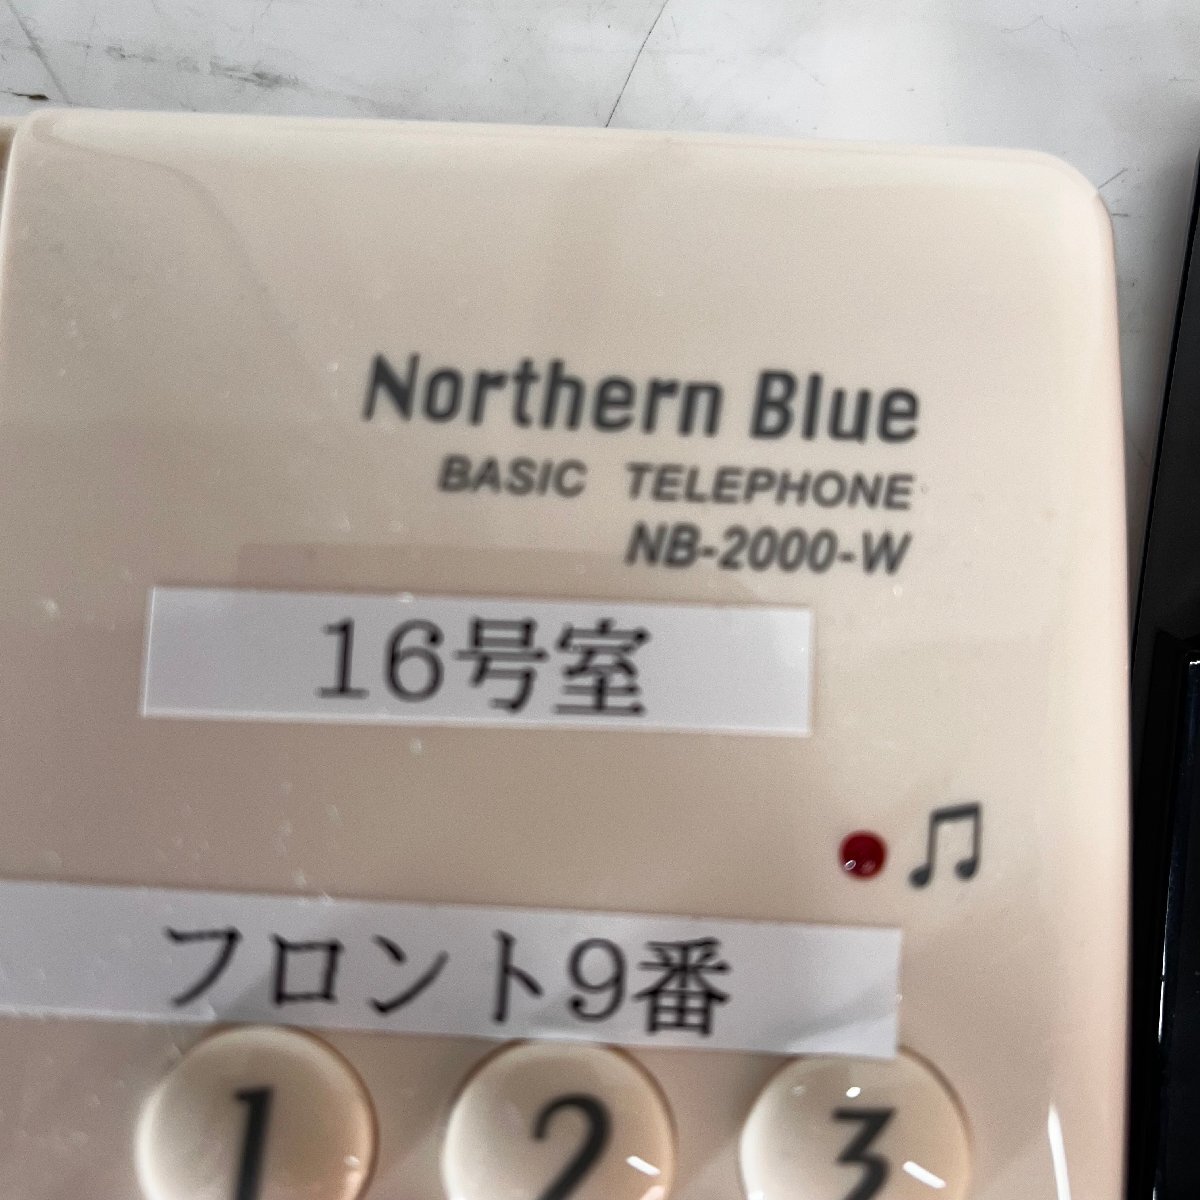 Northern Blue
BASIC TELEPHONE
NB-2000-W
16号室
フロント9番
1 2 3